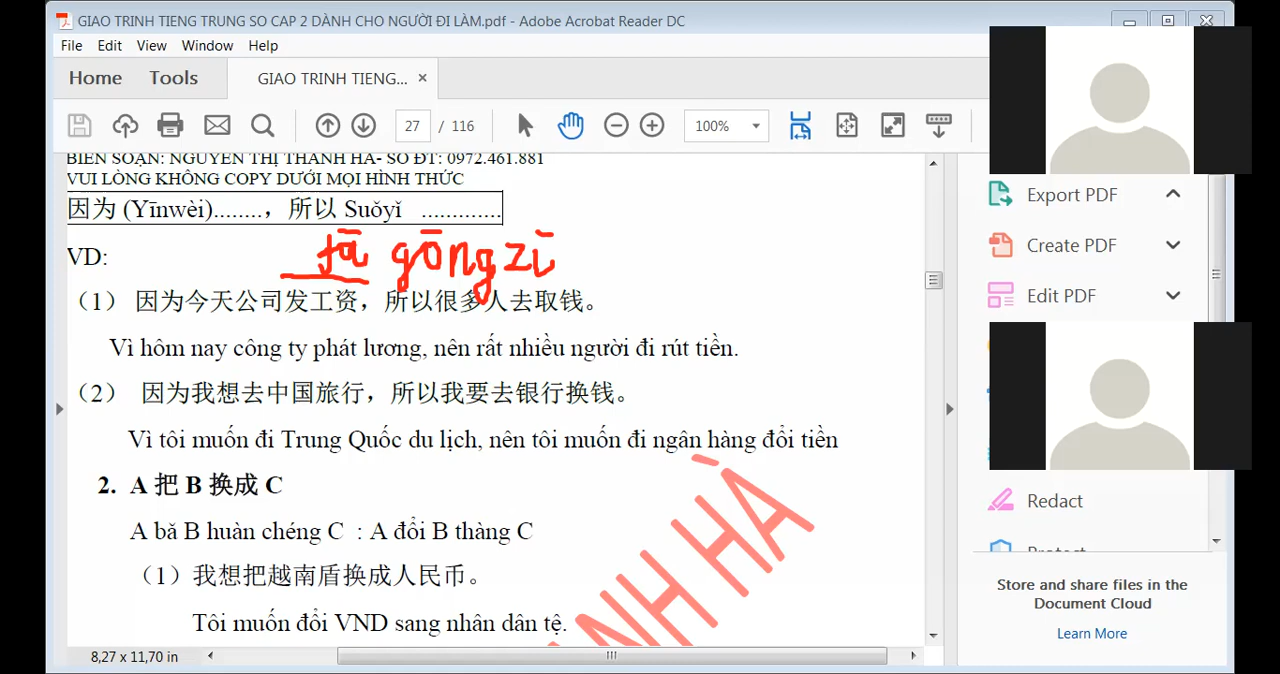 GIAO TRINH TIENG TRUNG SO CAP 2 DÀNH CHO NGƯỜI ĐI LÀM.pdf - Adobe Acrobat Reader DC
File Edit View Window Help
Home Tools GIAO TRINH TIENG... ×
27 / 116 100%
BIÊN SOẠN: NGUYỄN THỊ THANH HÀ- SỐ ĐT: 0972.461.881
VUI LÒNG KHÔNG COPY DƯỚI MỌI HÌNH THỨC
因为 (Yīnwèi)........,所以 Suǒyǐ .............
fā gōngzī
VD:
(1) 因为今天公司发工资,所以很多人去取钱。
Vì hôm nay công ty phát lương, nên rất nhiều người đi rút tiền.
(2) 因为我想去中国旅行,所以我要去银行换钱。
Vì tôi muốn đi Trung Quốc du lịch, nên tôi muốn đi ngân hàng đổi tiền
2. A 把 B 换成 C
A bǎ B huàn chéng C : A đổi B thàng C
(1)我想把越南盾换成人民币。
Tôi muốn đổi VND sang nhân dân tệ.
ANH HÀ
8,27 x 11,70 in
Export PDF
Create PDF
Edit PDF
Redact
Protect
Store and share files in the
Document Cloud
Learn More